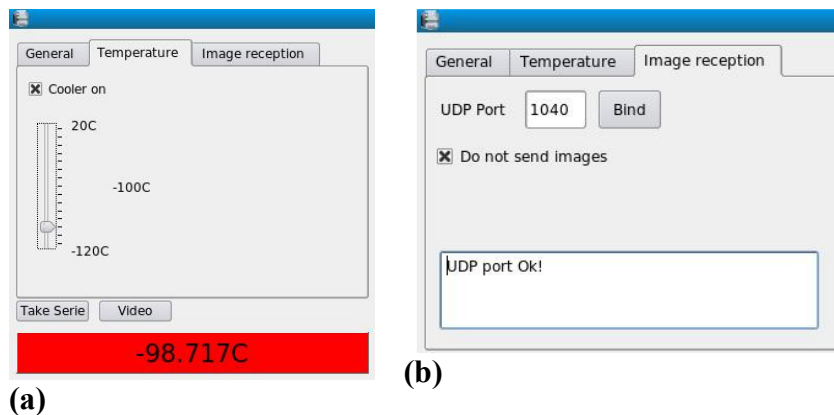 General Temperature Image reception
Cooler on
20C
-100C
-120C
Take Serie Video
-98.717C
(a)
General Temperature Image reception
UDP Port 1040 Bind
Do not send images
UDP port Ok!
(b)